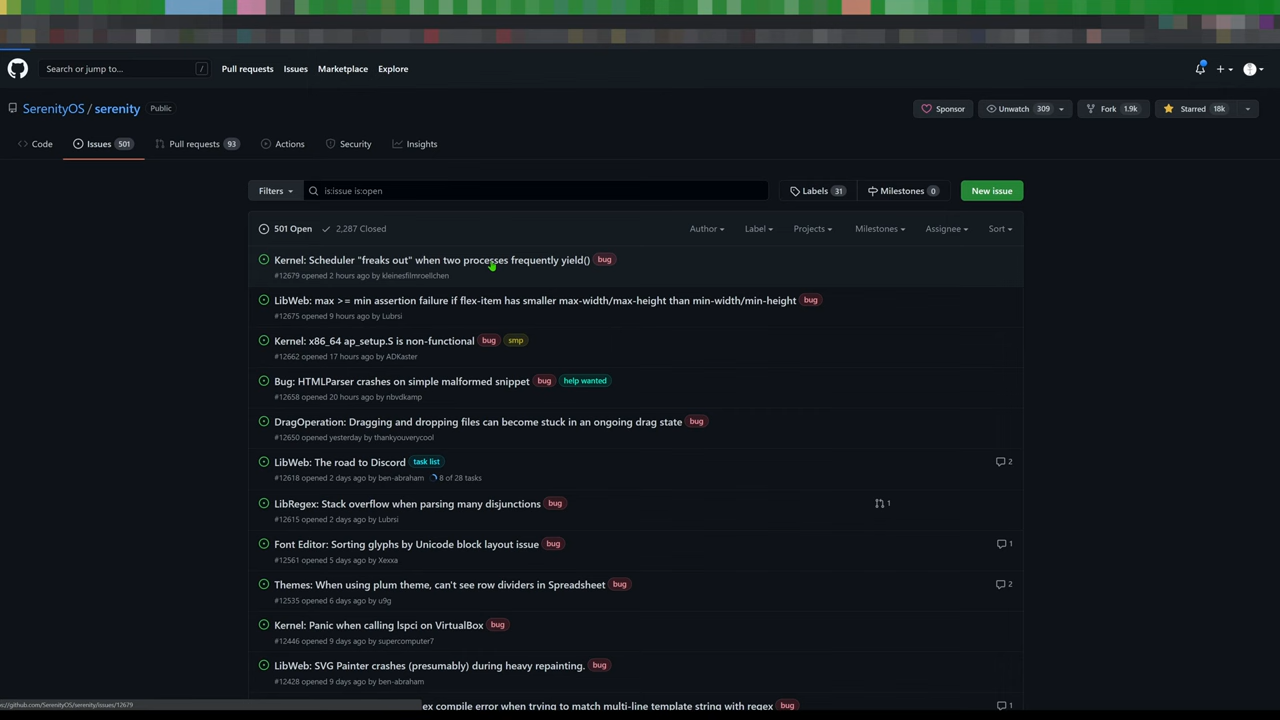 Search or jump to... / Pull requests Issues Marketplace Explore
SerenityOS / serenity Public Sponsor Unwatch 309 Fork 1.9k Starred 18k
Code Issues 501 Pull requests 93 Actions Security Insights
Filters is:issue is:open Labels 31 Milestones 0 New issue
501 Open 2,287 Closed Author Label Projects Milestones Assignee Sort
Kernel: Scheduler "freaks out" when two processes frequently yield() bug
#12679 opened 2 hours ago by kleinesfilmroellchen
LibWeb: max >= min assertion failure if flex-item has smaller max-width/max-height than min-width/min-height bug
#12675 opened 9 hours ago by Lubrsi
Kernel: x86_64 ap_setup.S is non-functional bug smp
#12662 opened 17 hours ago by ADKaster
Bug: HTMLParser crashes on simple malformed snippet bug help wanted
#12658 opened 20 hours ago by nbvdkamp
DragOperation: Dragging and dropping files can become stuck in an ongoing drag state bug
#12650 opened yesterday by thankyouverycool
LibWeb: The road to Discord task list 2
#12618 opened 2 days ago by ben-abraham 8 of 28 tasks
LibRegex: Stack overflow when parsing many disjunctions bug 1
#12615 opened 2 days ago by Lubrsi
Font Editor: Sorting glyphs by Unicode block layout issue bug 1
#12561 opened 5 days ago by Xexxa
Themes: When using plum theme, can't see row dividers in Spreadsheet bug 2
#12535 opened 6 days ago by u9g
Kernel: Panic when calling lspci on VirtualBox bug
#12446 opened 9 days ago by supercomputer7
LibWeb: SVG Painter crashes (presumably) during heavy repainting. bug
#12428 opened 9 days ago by ben-abraham
ex compile error when trying to match multi-line template string with regex bug 1
ps://github.com/SerenityOS/serenity/issues/12679